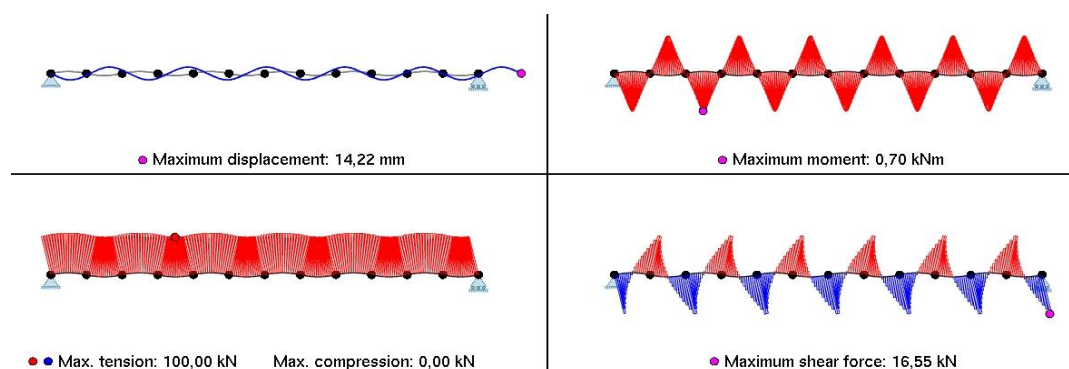 Maximum displacement: 14,22 mm
Maximum moment: 0,70 kNm
Max. tension: 100,00 kN Max. compression: 0,00 kN
Maximum shear force: 16,55 kN